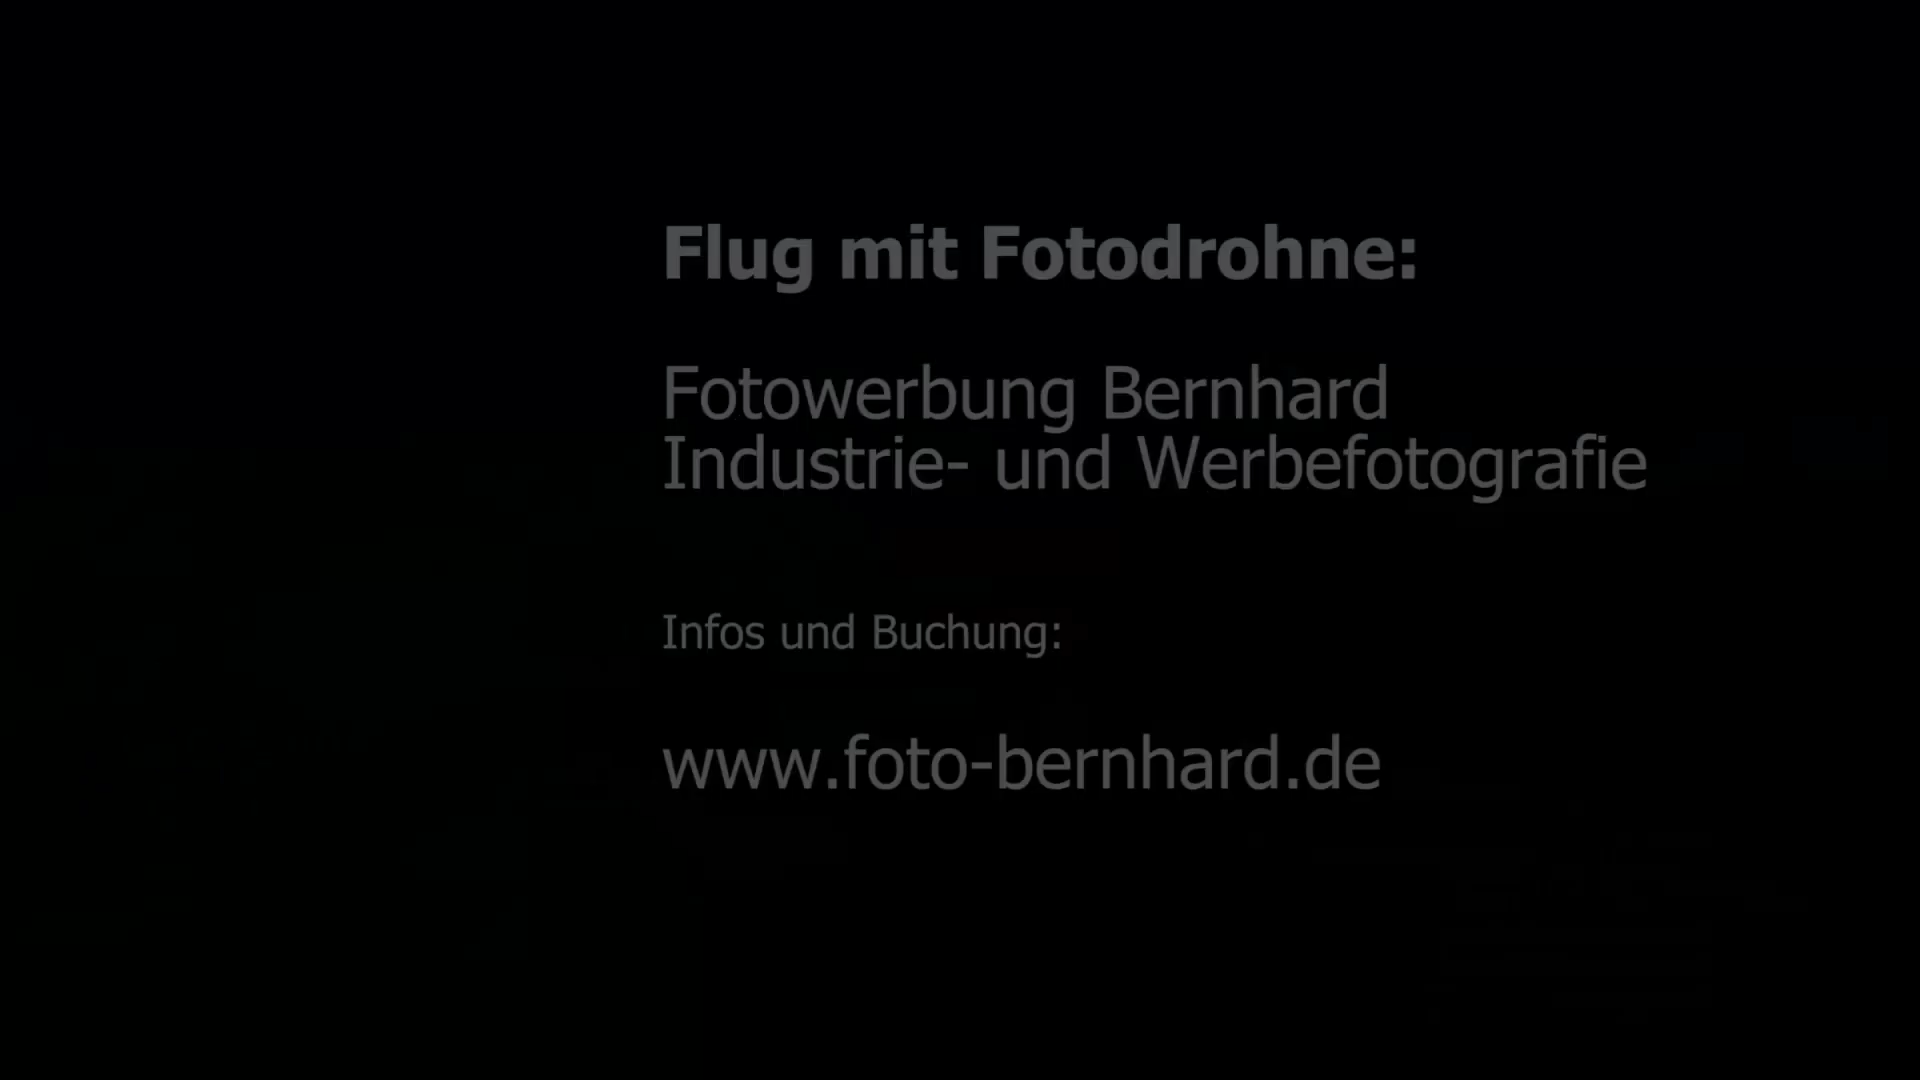 Flug mit Fotodrohne:
Fotowerbung Bernhard
Industrie- und Werbefotografie
Infos und Buchung:
www.foto-bernhard.de